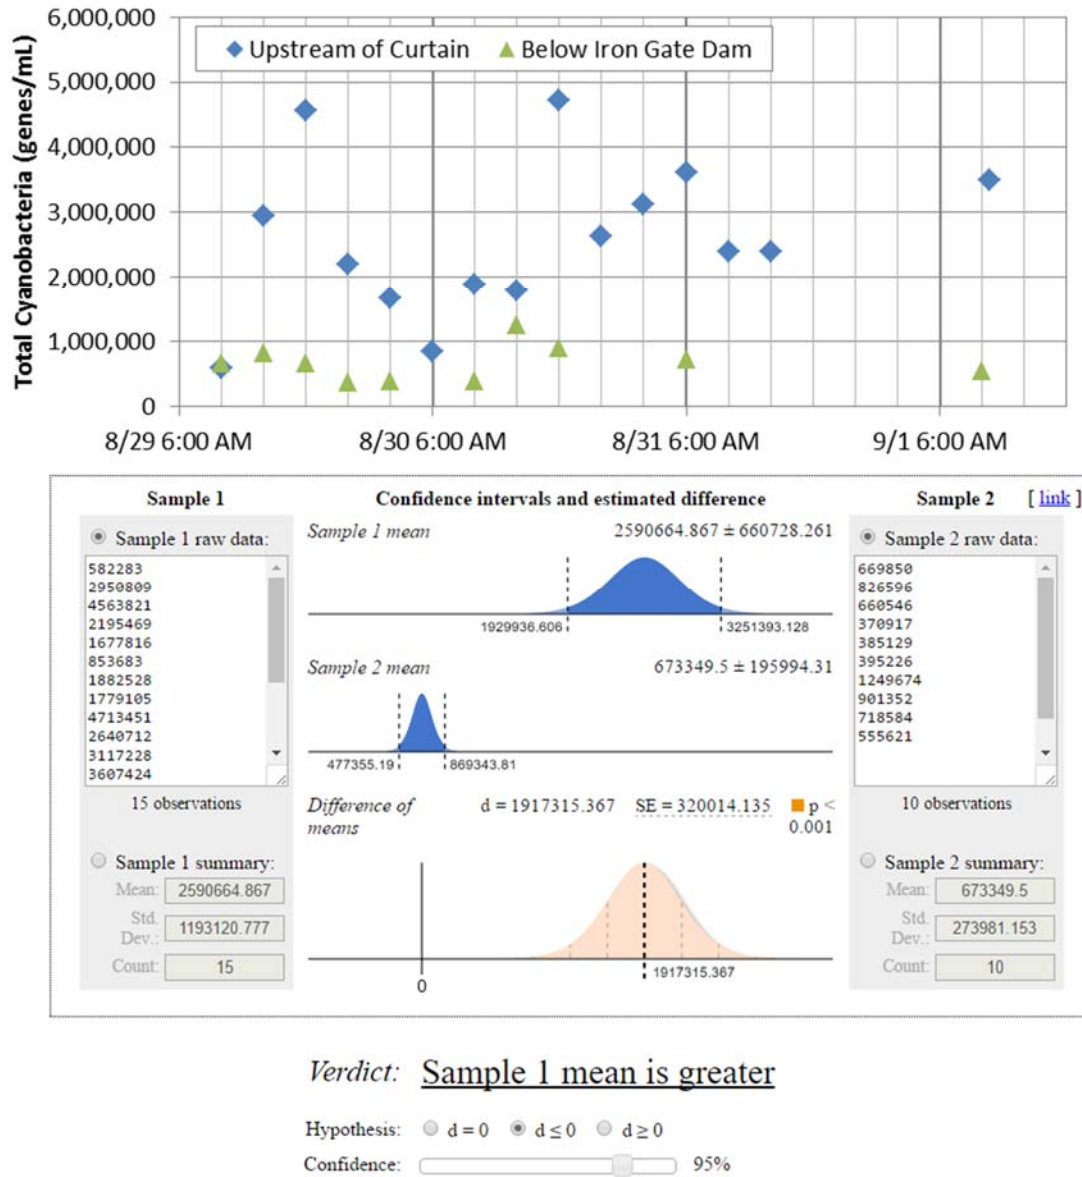 Total Cyanobacteria (genes/mL)
6,000,000
5,000,000
4,000,000
3,000,000
2,000,000
1,000,000
0
Upstream of Curtain
Below Iron Gate Dam
8/29 6:00 AM
8/30 6:00 AM
8/31 6:00 AM
9/1 6:00 AM
Sample 1
Sample 1 raw data:
582283
2950809
4563821
2195469
1677816
853683
1882528
1779105
4713451
2640712
3117228
3607424
15 observations
Sample 1 summary:
Mean: 2590664.867
Std. Dev.: 1193120.777
Count: 15
Confidence intervals and estimated difference
Sample 1 mean 2590664.867 ± 660728.261
1929936.606 3251393.128
Sample 2 mean 673349.5 ± 195994.31
477355.19 869343.81
Difference of means d = 1917315.367 SE = 320014.135 p < 0.001
1917315.367
0
Sample 2 [ link ]
Sample 2 raw data:
669850
826596
660546
370917
385129
395226
1249674
901352
718584
555621
10 observations
Sample 2 summary:
Mean: 673349.5
Std. Dev.: 273981.153
Count: 10
Verdict: Sample 1 mean is greater
Hypothesis: d = 0 d ≤ 0 d ≥ 0
Confidence: 95%